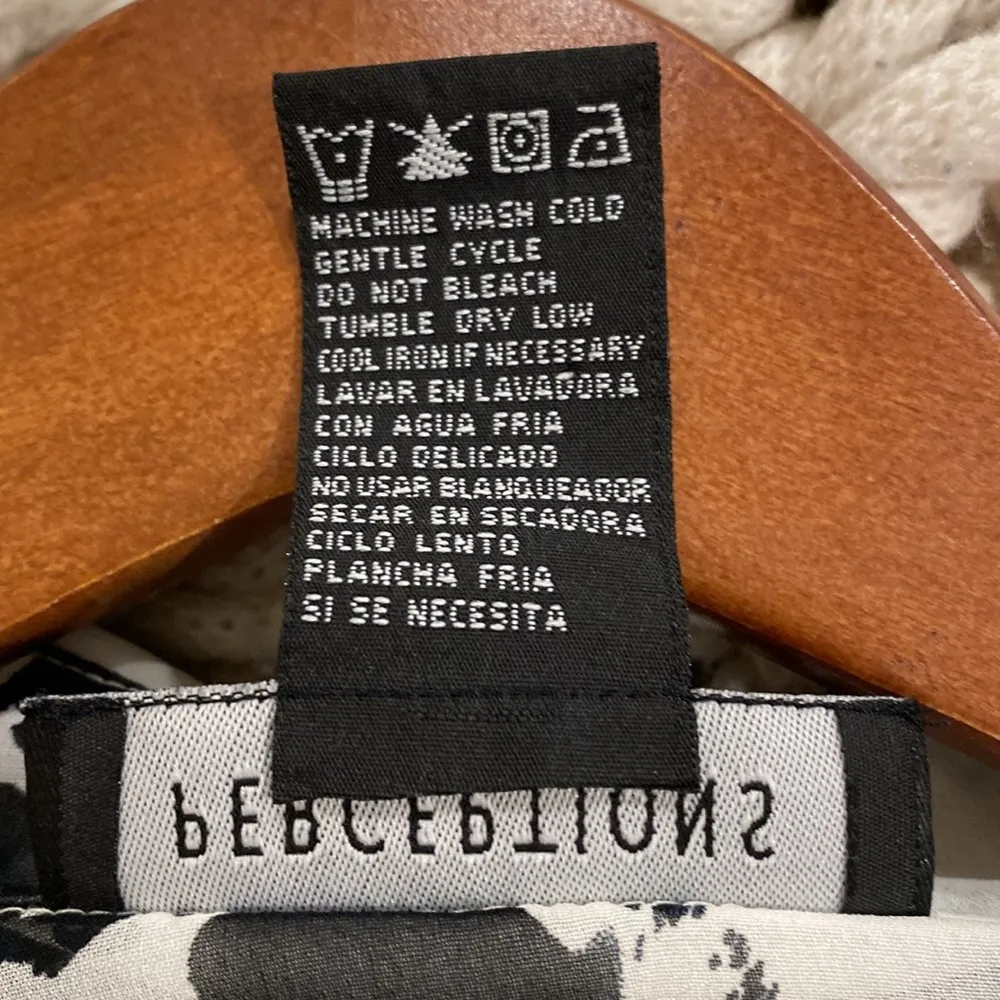 MACHINE WASH COLD
GENTLE CYCLE
DO NOT BLEACH
TUMBLE DRY LOW
COOL IRON IF NECESSARY
LAVAR EN LAVADORA
CON AGUA FRIA
CICLO DELICADO
NO USAR BLANQUEADOR
SECAR EN SECADORA
CICLO LENTO
PLANCHA FRIA
SI SE NECESITA
PERCEPTIONS